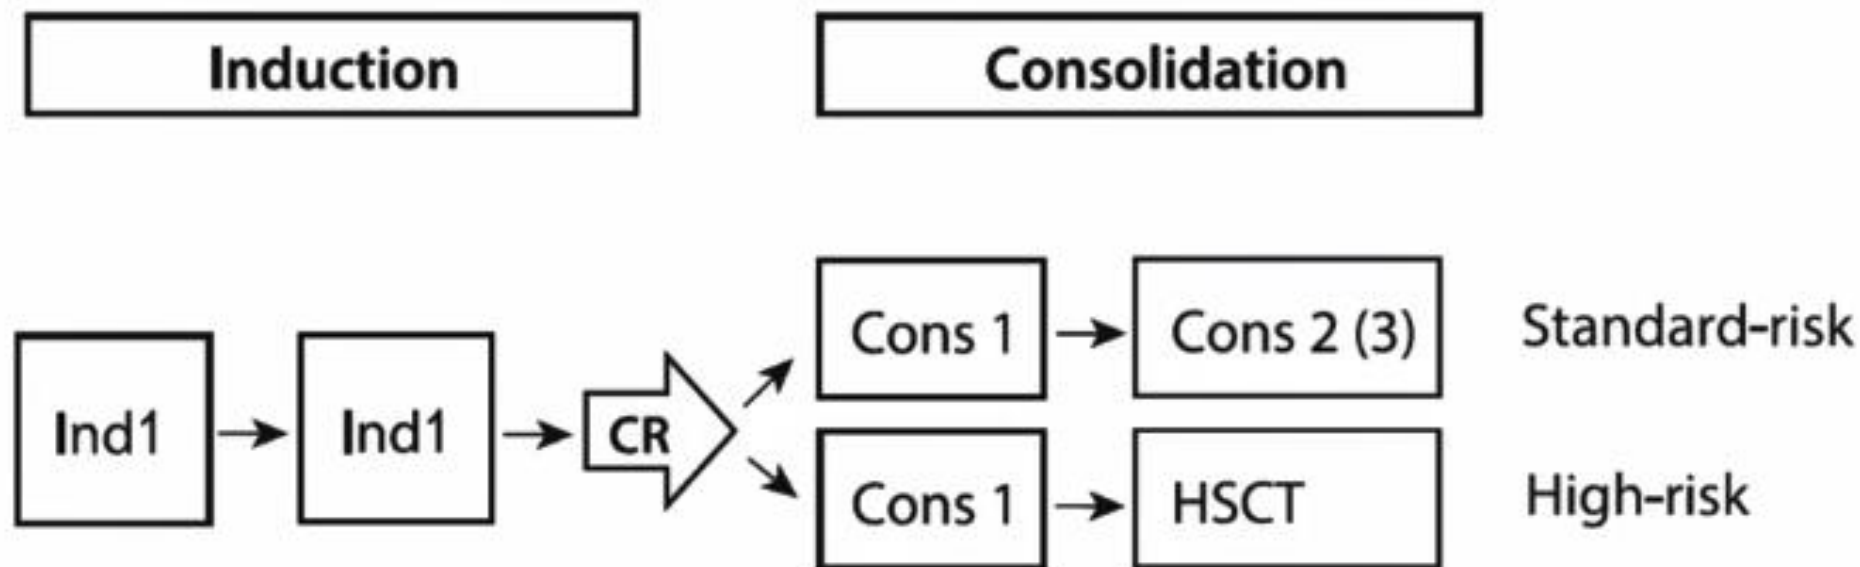 Induction
Consolidation
Cons 1
Cons 2 (3)
Standard-risk
Ind1
Ind1
CR
Cons 1
HSCT
High-risk